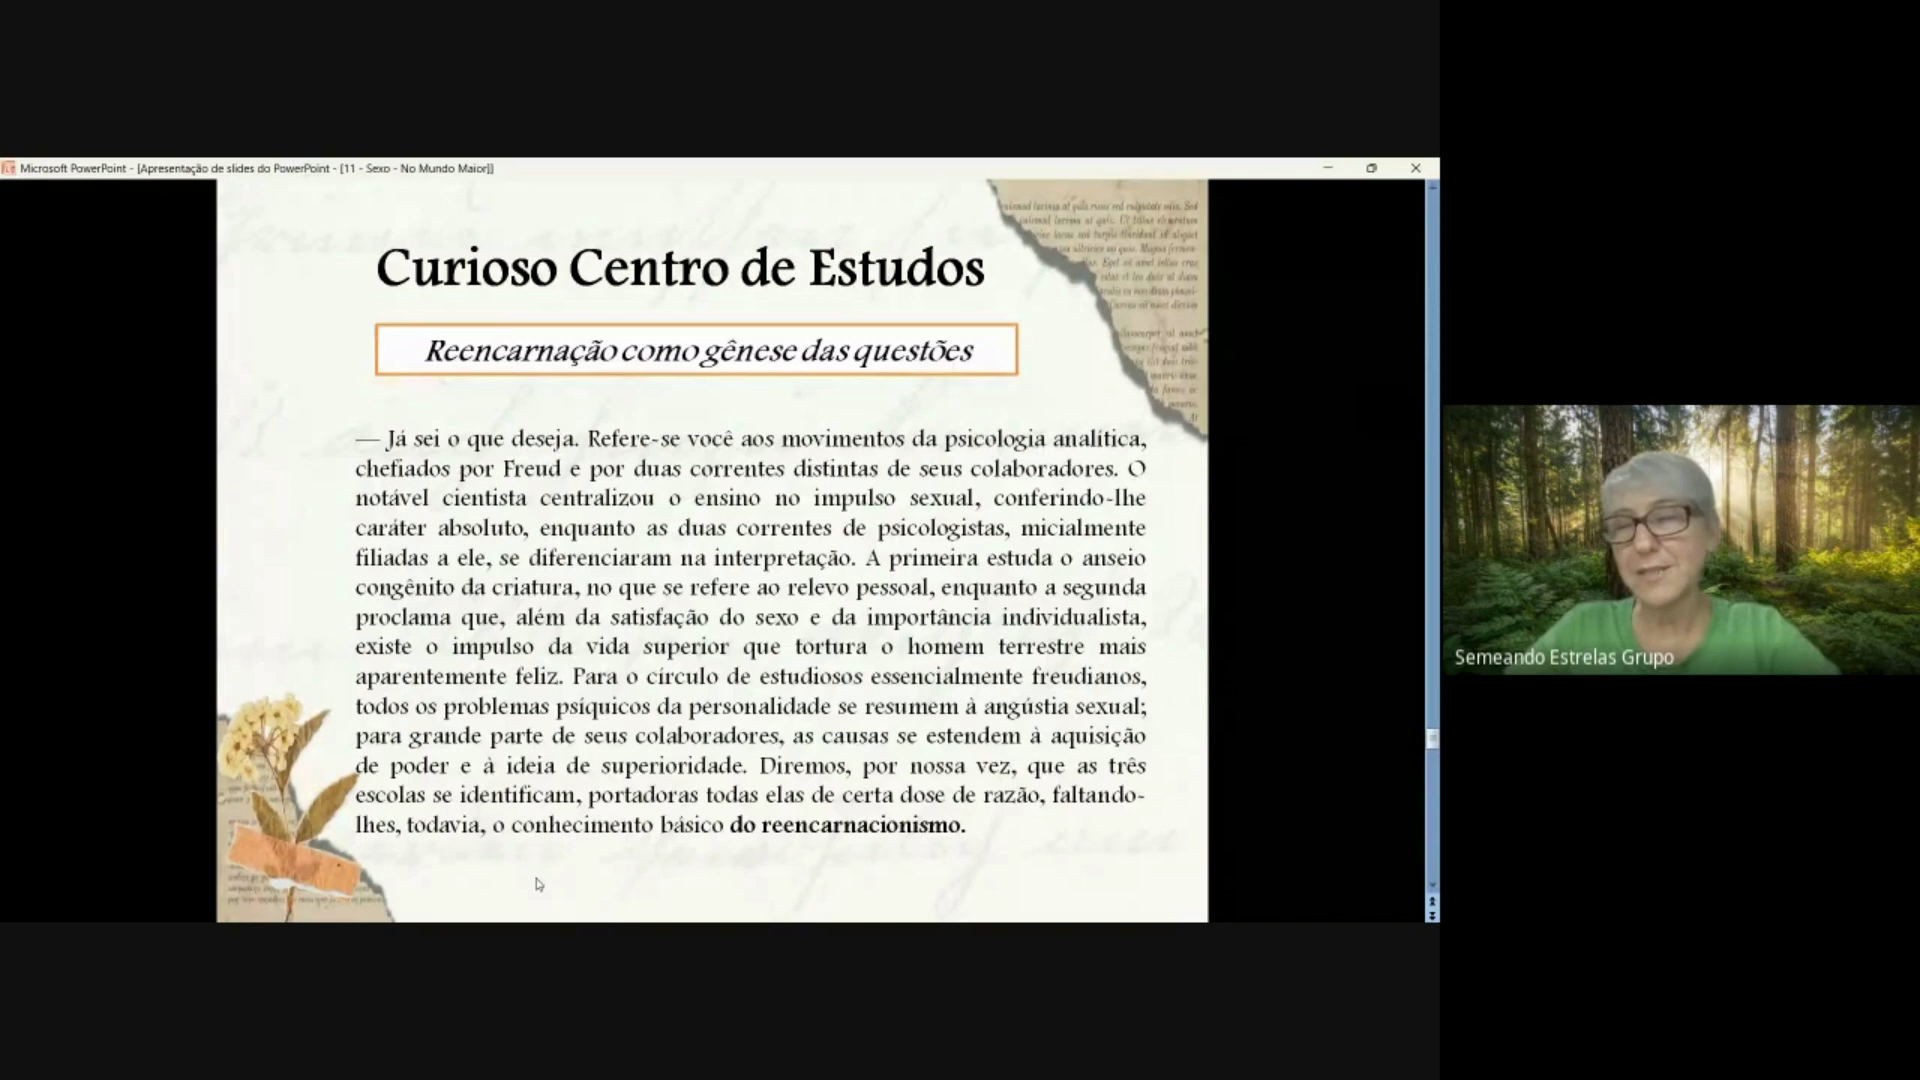 Microsoft PowerPoint - [Apresentação de slides do PowerPoint - [11 - Sexo - No Mundo Maior]]
Curioso Centro de Estudos
Reencarnação como gênese das questões
— Já sei o que deseja. Refere-se você aos movimentos da psicologia analítica,
chefiados por Freud e por duas correntes distintas de seus colaboradores. O
notável cientista centralizou o ensino no impulso sexual, conferindo-lhe
caráter absoluto, enquanto as duas correntes de psicologistas, micialmente
filiadas a ele, se diferenciaram na interpretação. A primeira estuda o anseio
congênito da criatura, no que se refere ao relevo pessoal, enquanto a segunda
proclama que, além da satisfação do sexo e da importância individualista,
existe o impulso da vida superior que tortura o homem terrestre mais
aparentemente feliz. Para o círculo de estudiosos essencialmente freudianos,
todos os problemas psíquicos da personalidade se resumem à angústia sexual;
para grande parte de seus colaboradores, as causas se estendem à aquisição
de poder e à ideia de superioridade. Diremos, por nossa vez, que as três
escolas se identificam, portadoras todas elas de certa dose de razão, faltando-
lhes, todavia, o conhecimento básico do reencarnacionismo.
Semeando Estrelas Grupo